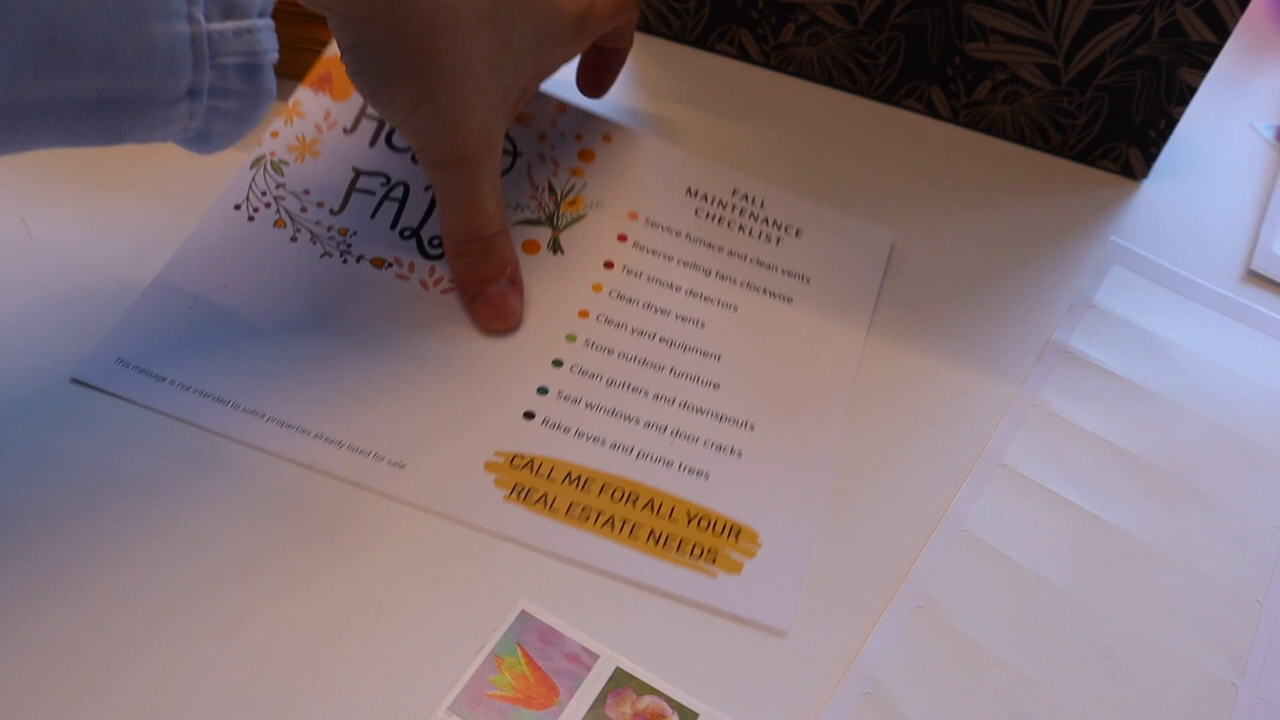 FALL
FALL
MAINTENANCE
CHECKLIST
Service furnace and clean vents
Reverse ceiling fans clockwise
Test smoke detectors
Clean dryer vents
Clean yard equipment
Store outdoor furniture
Clean gutters and downspouts
Seal windows and door cracks
Rake leves and prune trees
CALL ME FOR ALL YOUR
REAL ESTATE NEEDS
This message is not intended to solicit properties already listed for sale